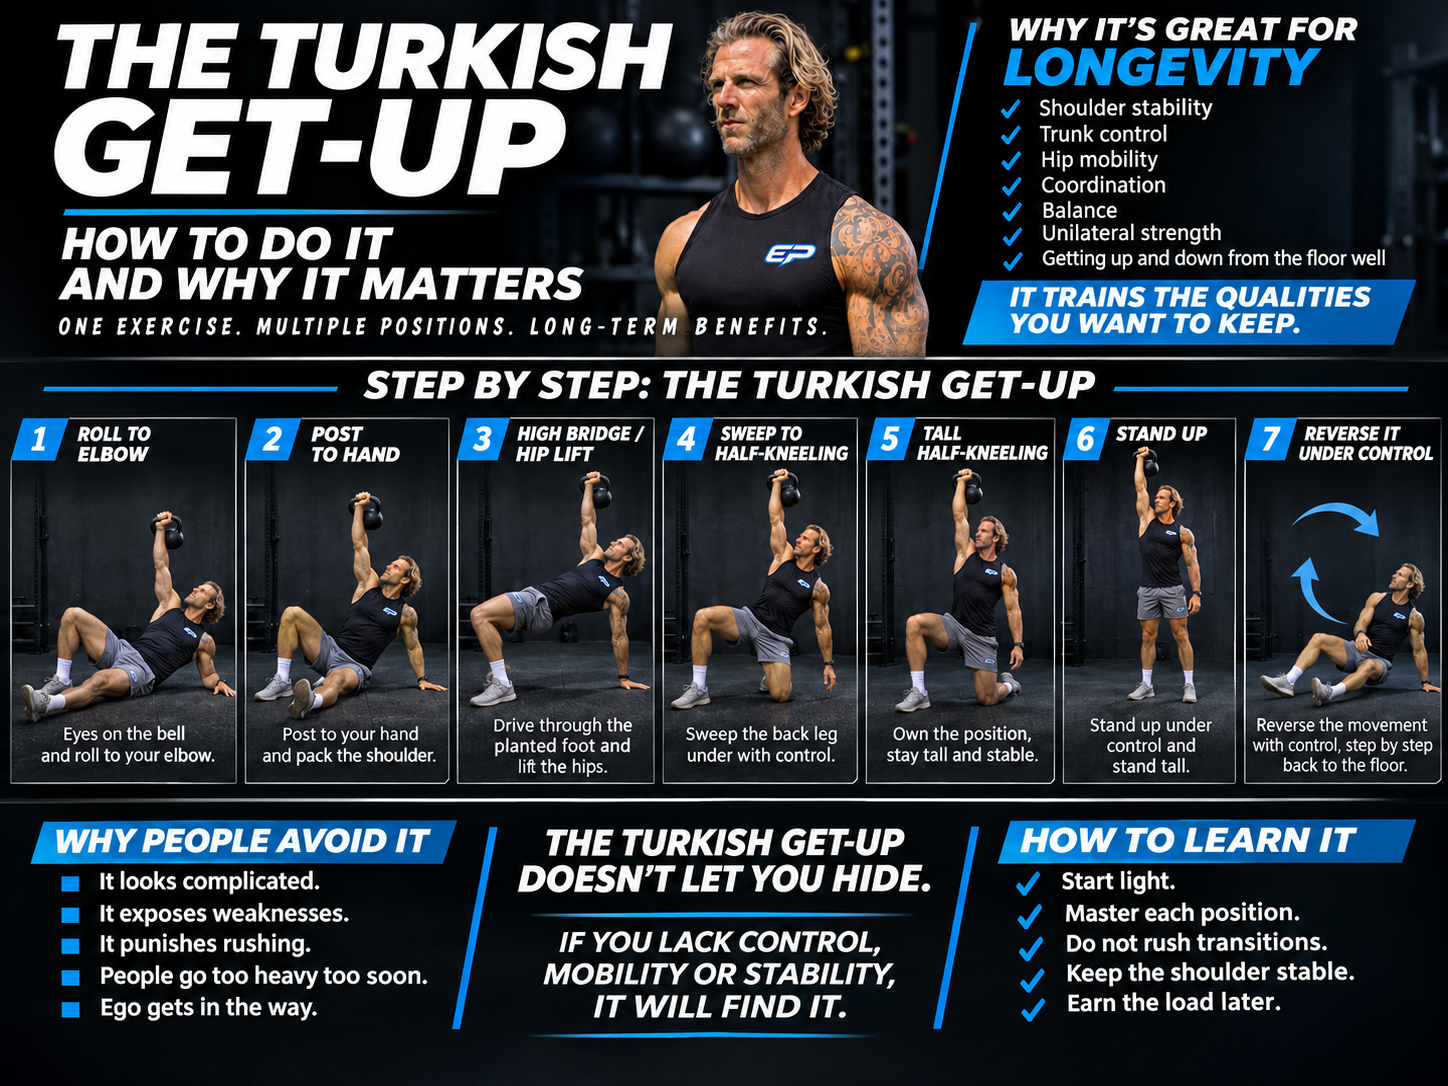 THE TURKISH
GET-UP
HOW TO DO IT
AND WHY IT MATTERS
ONE EXERCISE. MULTIPLE POSITIONS. LONG-TERM BENEFITS.
EP
WHY IT'S GREAT FOR
LONGEVITY
Shoulder stability
Trunk control
Hip mobility
Coordination
Balance
Unilateral strength
Getting up and down from the floor well
IT TRAINS THE QUALITIES
YOU WANT TO KEEP.
STEP BY STEP: THE TURKISH GET-UP
1 ROLL TO
ELBOW
EP
Eyes on the bell
and roll to your elbow.
2 POST
TO HAND
EP
Post to your hand
and pack the shoulder.
3 HIGH BRIDGE /
HIP LIFT
EP
Drive through the
planted foot and
lift the hips.
4 SWEEP TO
HALF-KNEELING
EP
Sweep the back leg
under with control.
5 TALL
HALF-KNEELING
EP
Own the position,
stay tall and stable.
6 STAND UP
EP
Stand up under
control and
stand tall.
7 REVERSE IT
UNDER CONTROL
EP
Reverse the movement
with control, step by step
back to the floor.
WHY PEOPLE AVOID IT
It looks complicated.
It exposes weaknesses.
It punishes rushing.
People go too heavy too soon.
Ego gets in the way.
THE TURKISH GET-UP
DOESN'T LET YOU HIDE.
IF YOU LACK CONTROL,
MOBILITY OR STABILITY,
IT WILL FIND IT.
HOW TO LEARN IT
Start light.
Master each position.
Do not rush transitions.
Keep the shoulder stable.
Earn the load later.